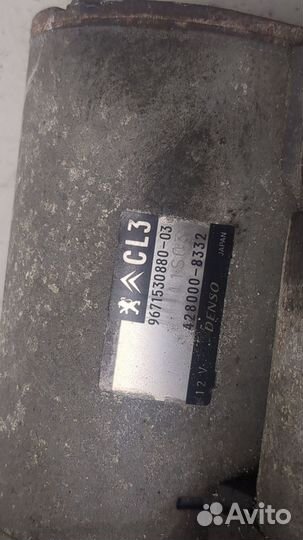 CL3
9671530880-03
428000-8332
12V DENSO JAPAN
Avito